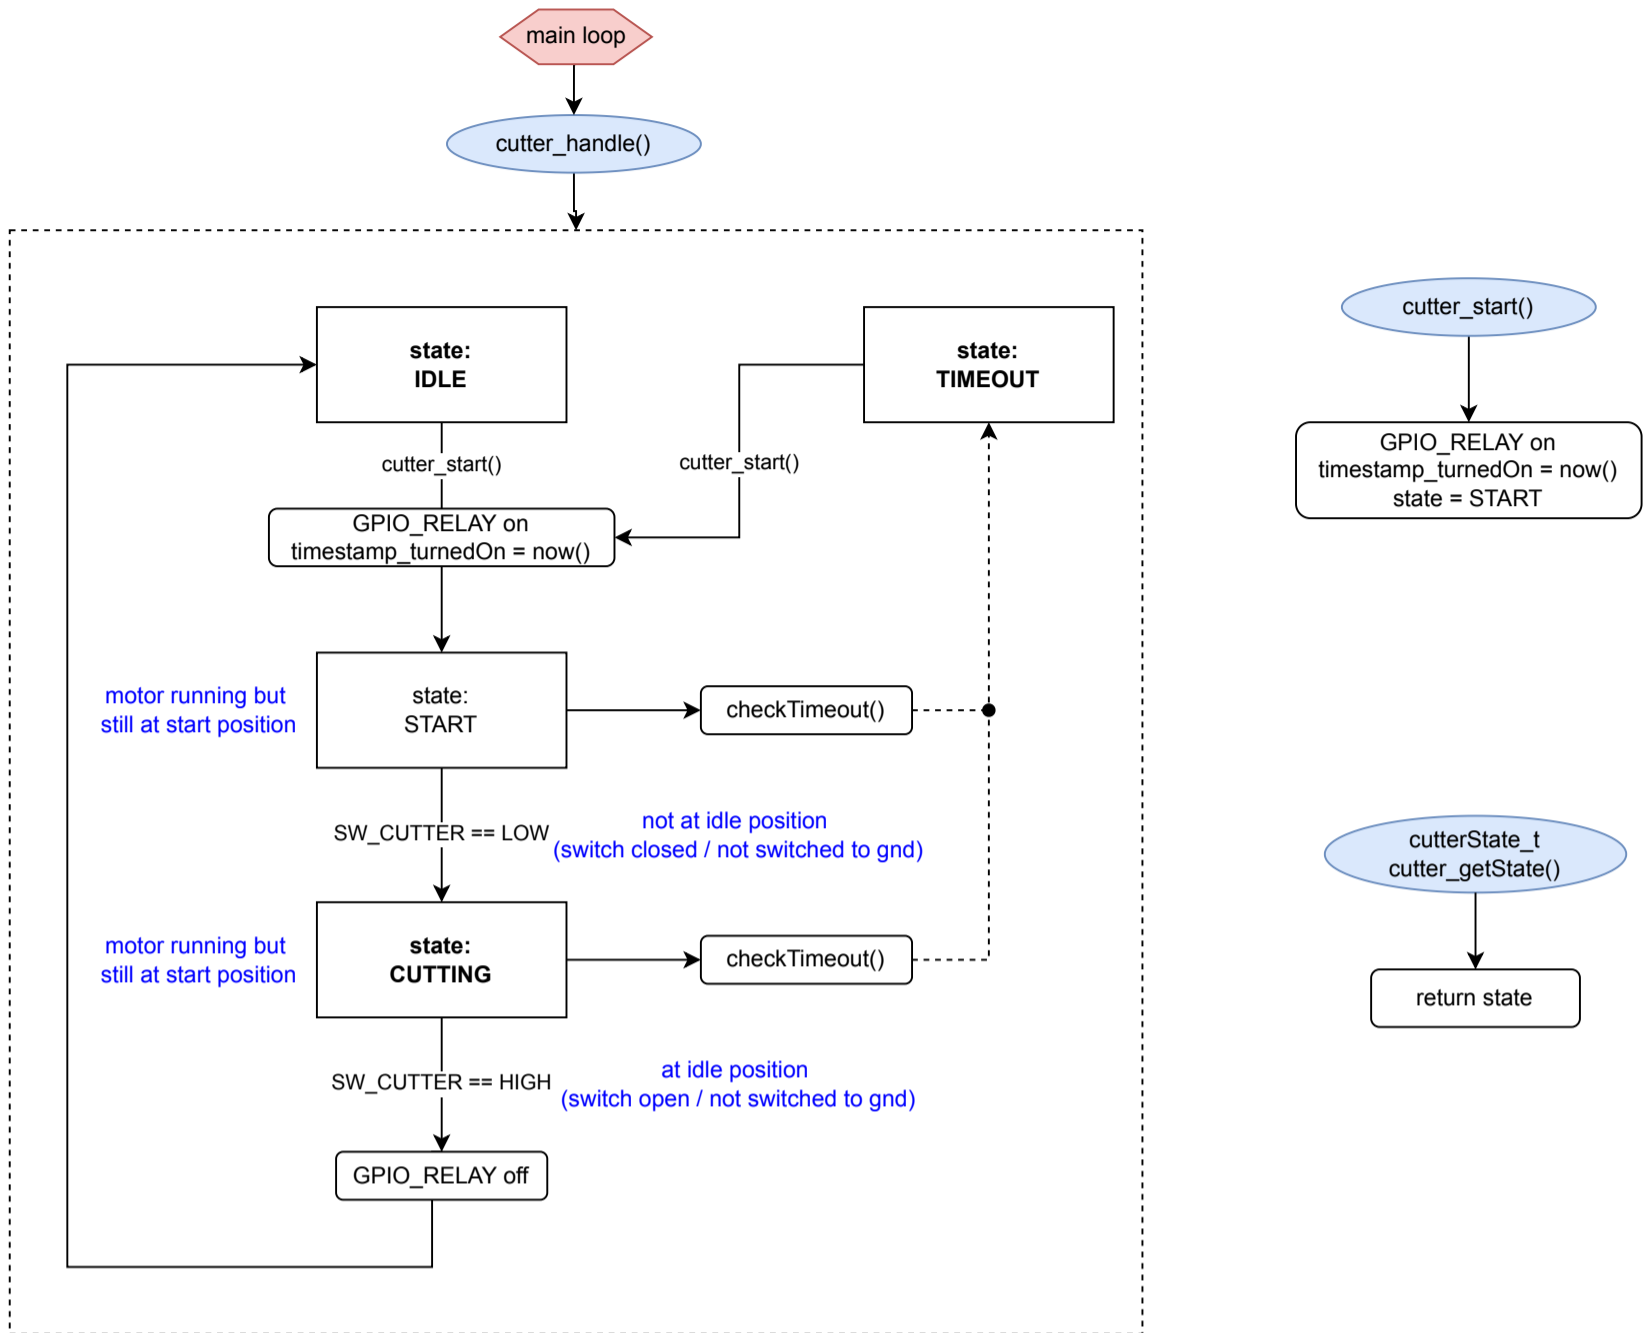 main loop
cutter_handle()
state:
IDLE
state:
TIMEOUT
cutter_start()
cutter_start()
cutter_start()
GPIO_RELAY on
timestamp_turnedOn = now()
state = START
GPIO_RELAY on
timestamp_turnedOn = now()
motor running but
still at start position
state:
START
checkTimeout()
SW_CUTTER == LOW
not at idle position
(switch closed / not switched to gnd)
cutterState_t
cutter_getState()
motor running but
still at start position
state:
CUTTING
checkTimeout()
return state
SW_CUTTER == HIGH
at idle position
(switch open / not switched to gnd)
GPIO_RELAY off